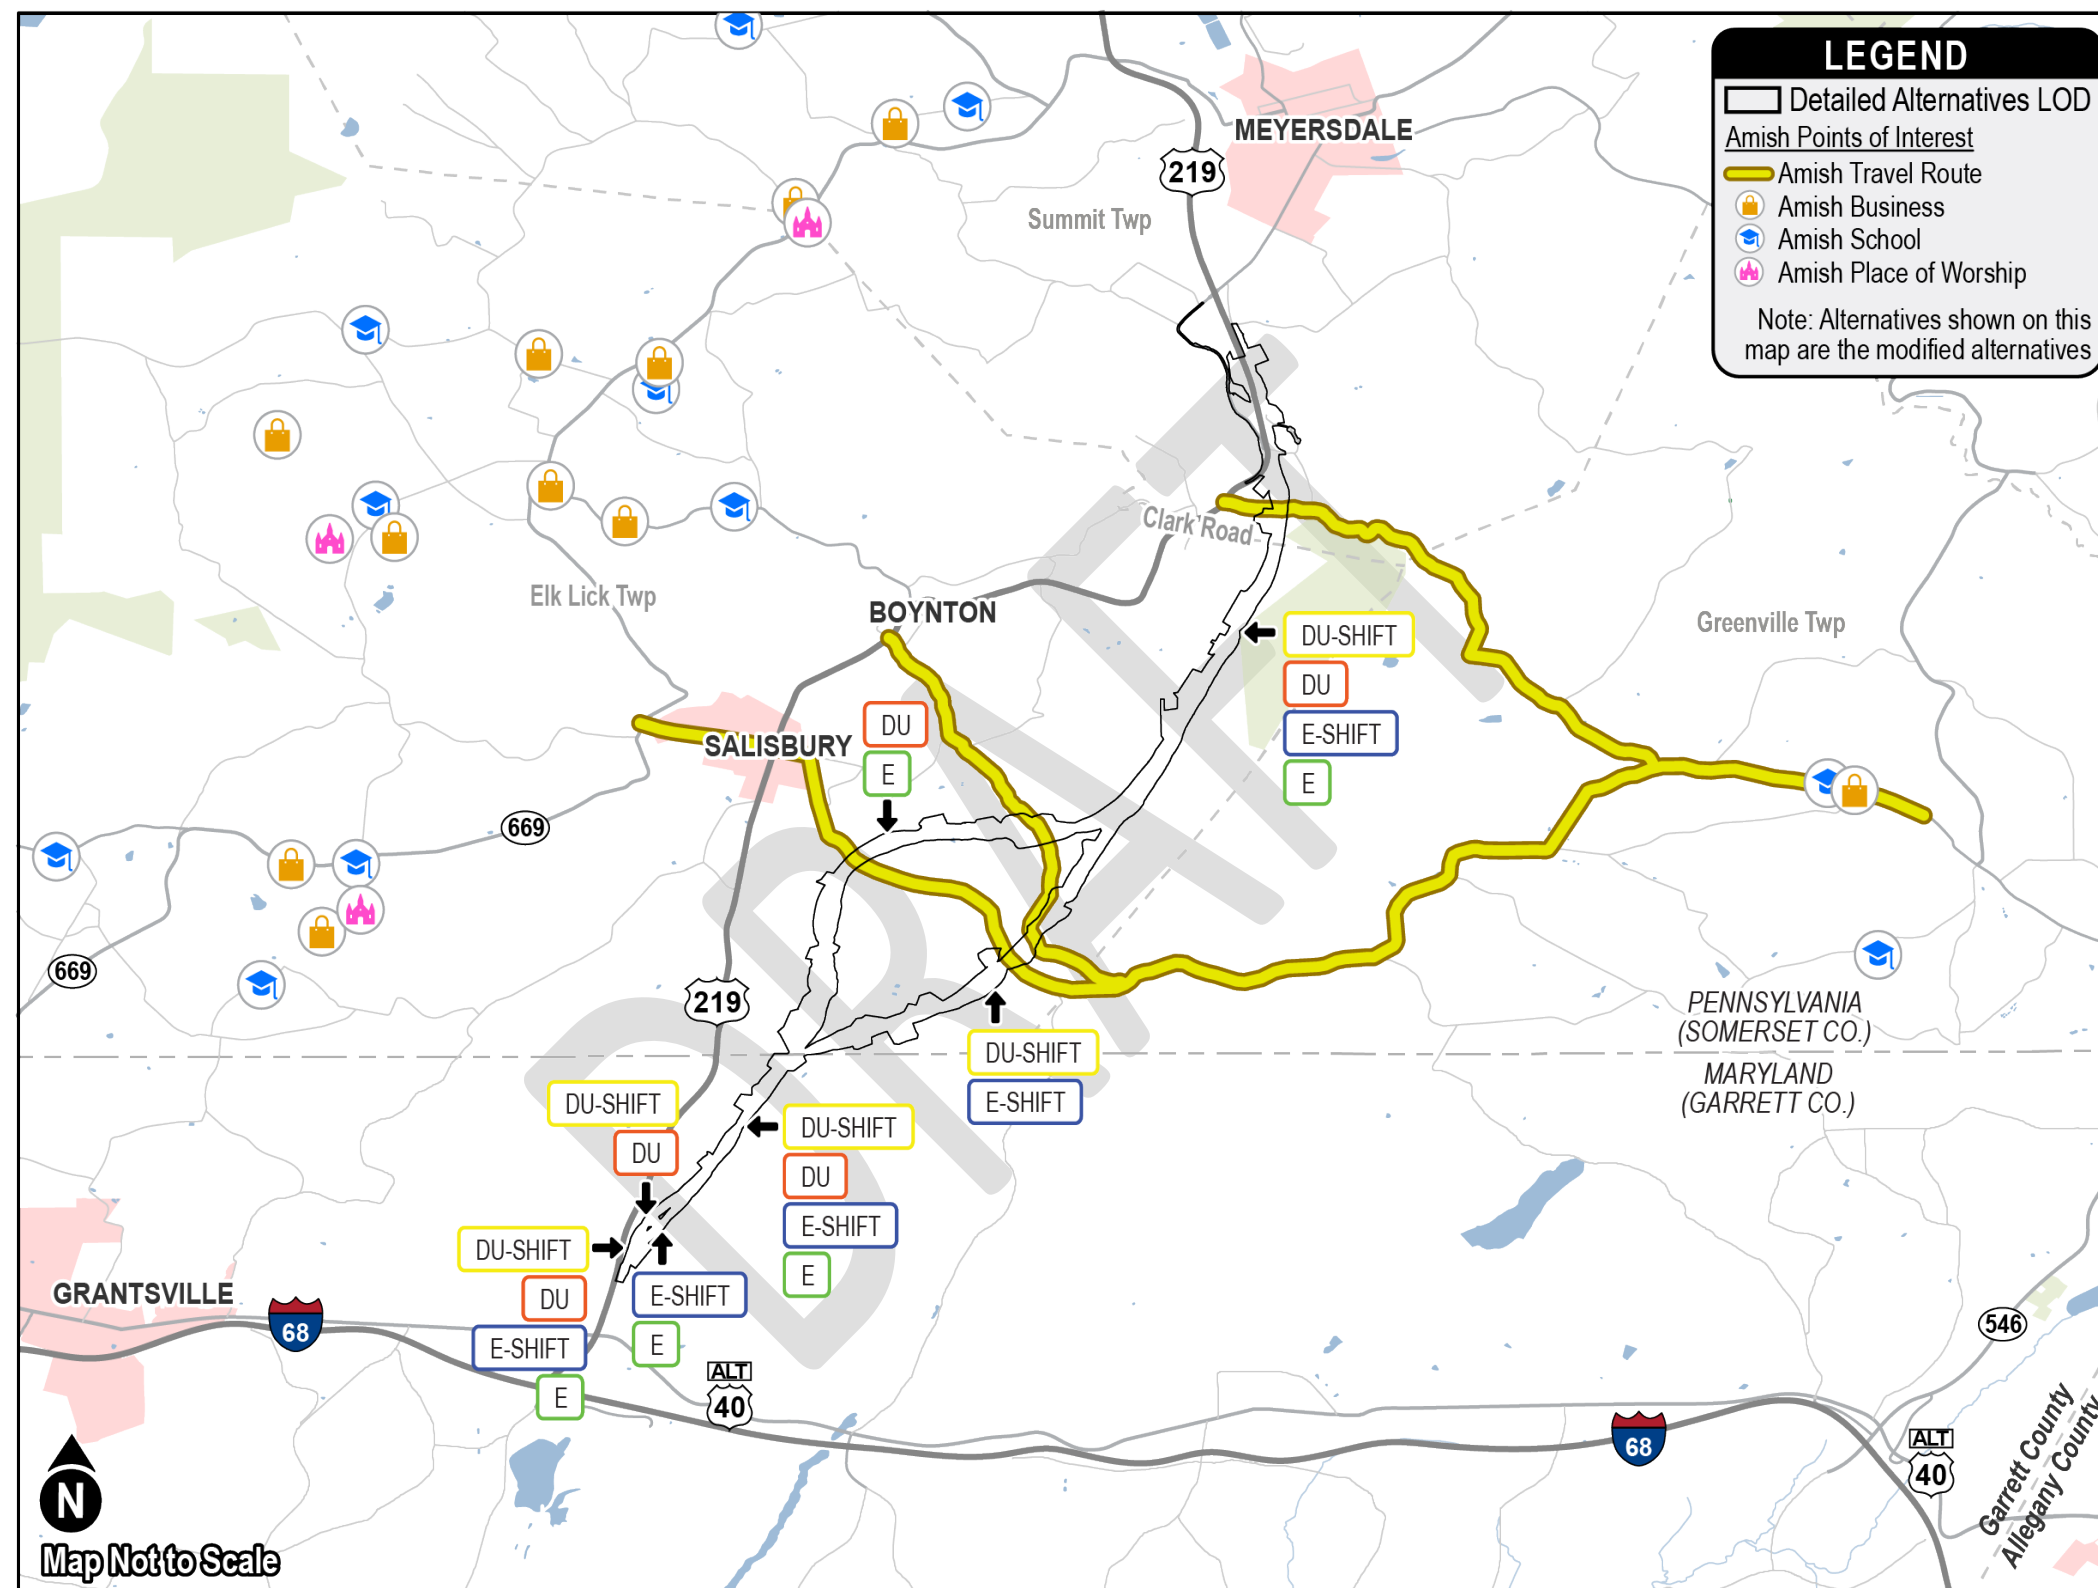 LEGEND
Detailed Alternatives LOD
Amish Points of Interest
Amish Travel Route
Amish Business
Amish School
Amish Place of Worship
Note: Alternatives shown on this
map are the modified alternatives
MEYERSDALE
219
Summit Twp
Clark Road
Elk Lick Twp
BOYNTON
Greenville Twp
DU-SHIFT
DU
E-SHIFT
E
SALISBURY
DU
E
669
669
219
PENNSYLVANIA
(SOMERSET CO.)
MARYLAND
(GARRETT CO.)
DU-SHIFT
E-SHIFT
DU-SHIFT
DU
DU-SHIFT
DU
E-SHIFT
E
DU-SHIFT
DU
E-SHIFT
E
E-SHIFT
E
GRANTSVILLE
68
ALT
40
546
68
ALT
40
Garrett County
Allegany County
N
Map Not to Scale
DRAFT